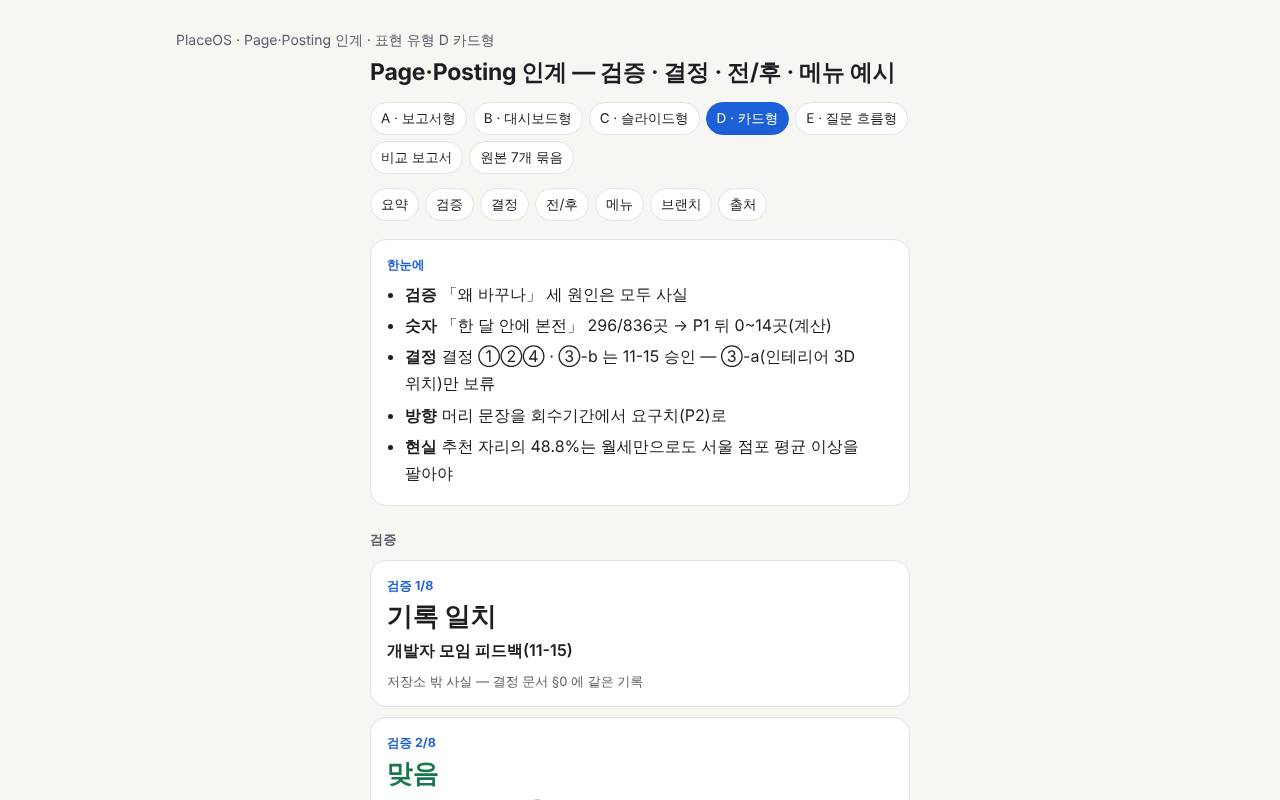 PlaceOS · Page·Posting 인계 · 표현 유형 D 카드형
Page·Posting 인계 — 검증 · 결정 · 전/후 · 메뉴 예시
A · 보고서형
B · 대시보드형
C · 슬라이드형
D · 카드형
E · 질문 흐름형
비교 보고서
원본 7개 묶음
요약
검증
결정
전/후
메뉴
브랜치
출처
한눈에
• 검증 「왜 바꾸나」 세 원인은 모두 사실
• 숫자 「한 달 안에 본전」 296/836곳 → P1 뒤 0~14곳(계산)
• 결정 결정 ①②④ · ③-b 는 11-15 승인 — ③-a(인테리어 3D
위치)만 보류
• 방향 머리 문장을 회수기간에서 요구치(P2)로
• 현실 추천 자리의 48.8%는 월세만으로도 서울 점포 평균 이상을
팔아야
검증
검증 1/8
기록 일치
개발자 모임 피드백(11-15)
저장소 밖 사실 — 결정 문서 §0 에 같은 기록
검증 2/8
맞음